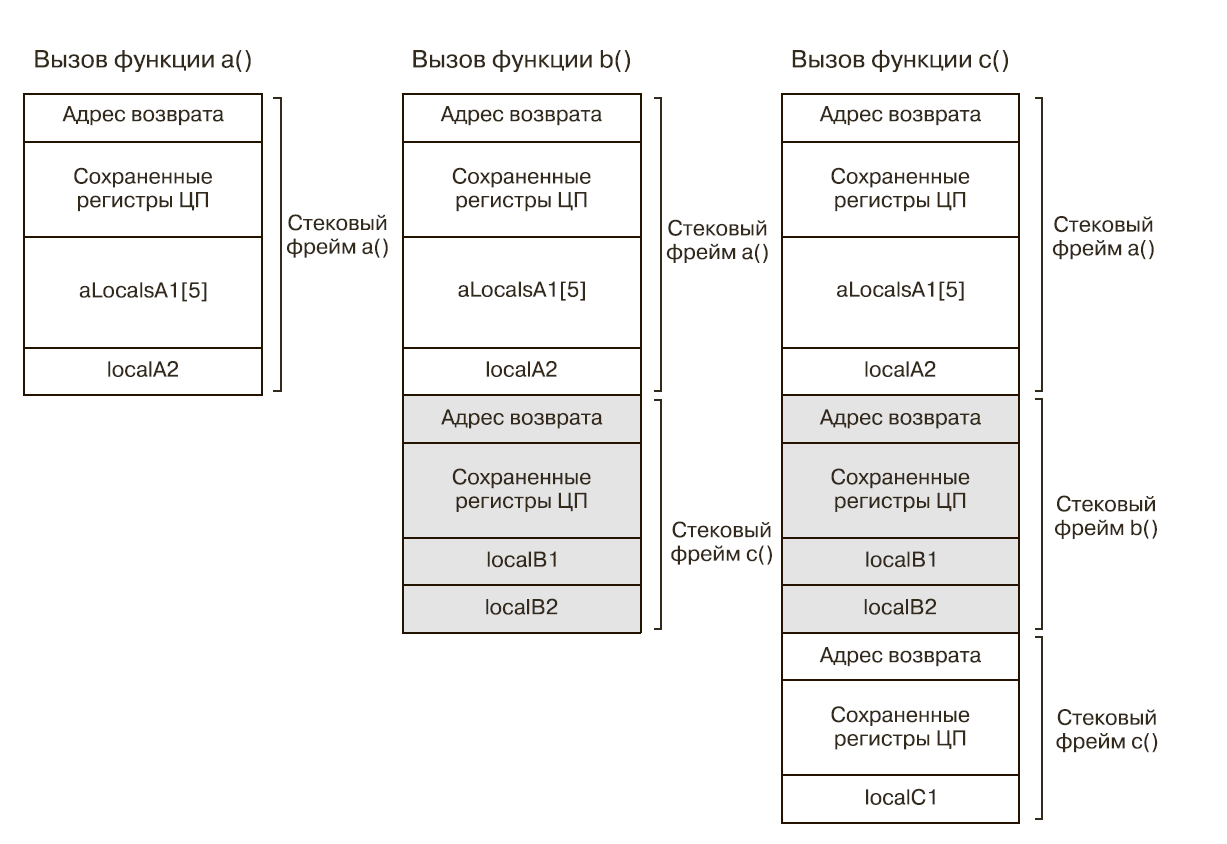 Вызов функции a()
Адрес возврата
Сохраненные
регистры ЦП
aLocalsA1[5]
localA2
Стековый
фрейм a()
Вызов функции b()
Адрес возврата
Сохраненные
регистры ЦП
aLocalsA1[5]
localA2
Стековый
фрейм a()
Адрес возврата
Сохраненные
регистры ЦП
localB1
localB2
Стековый
фрейм c()
Вызов функции c()
Адрес возврата
Сохраненные
регистры ЦП
aLocalsA1[5]
localA2
Стековый
фрейм a()
Адрес возврата
Сохраненные
регистры ЦП
localB1
localB2
Стековый
фрейм b()
Адрес возврата
Сохраненные
регистры ЦП
localC1
Стековый
фрейм c()